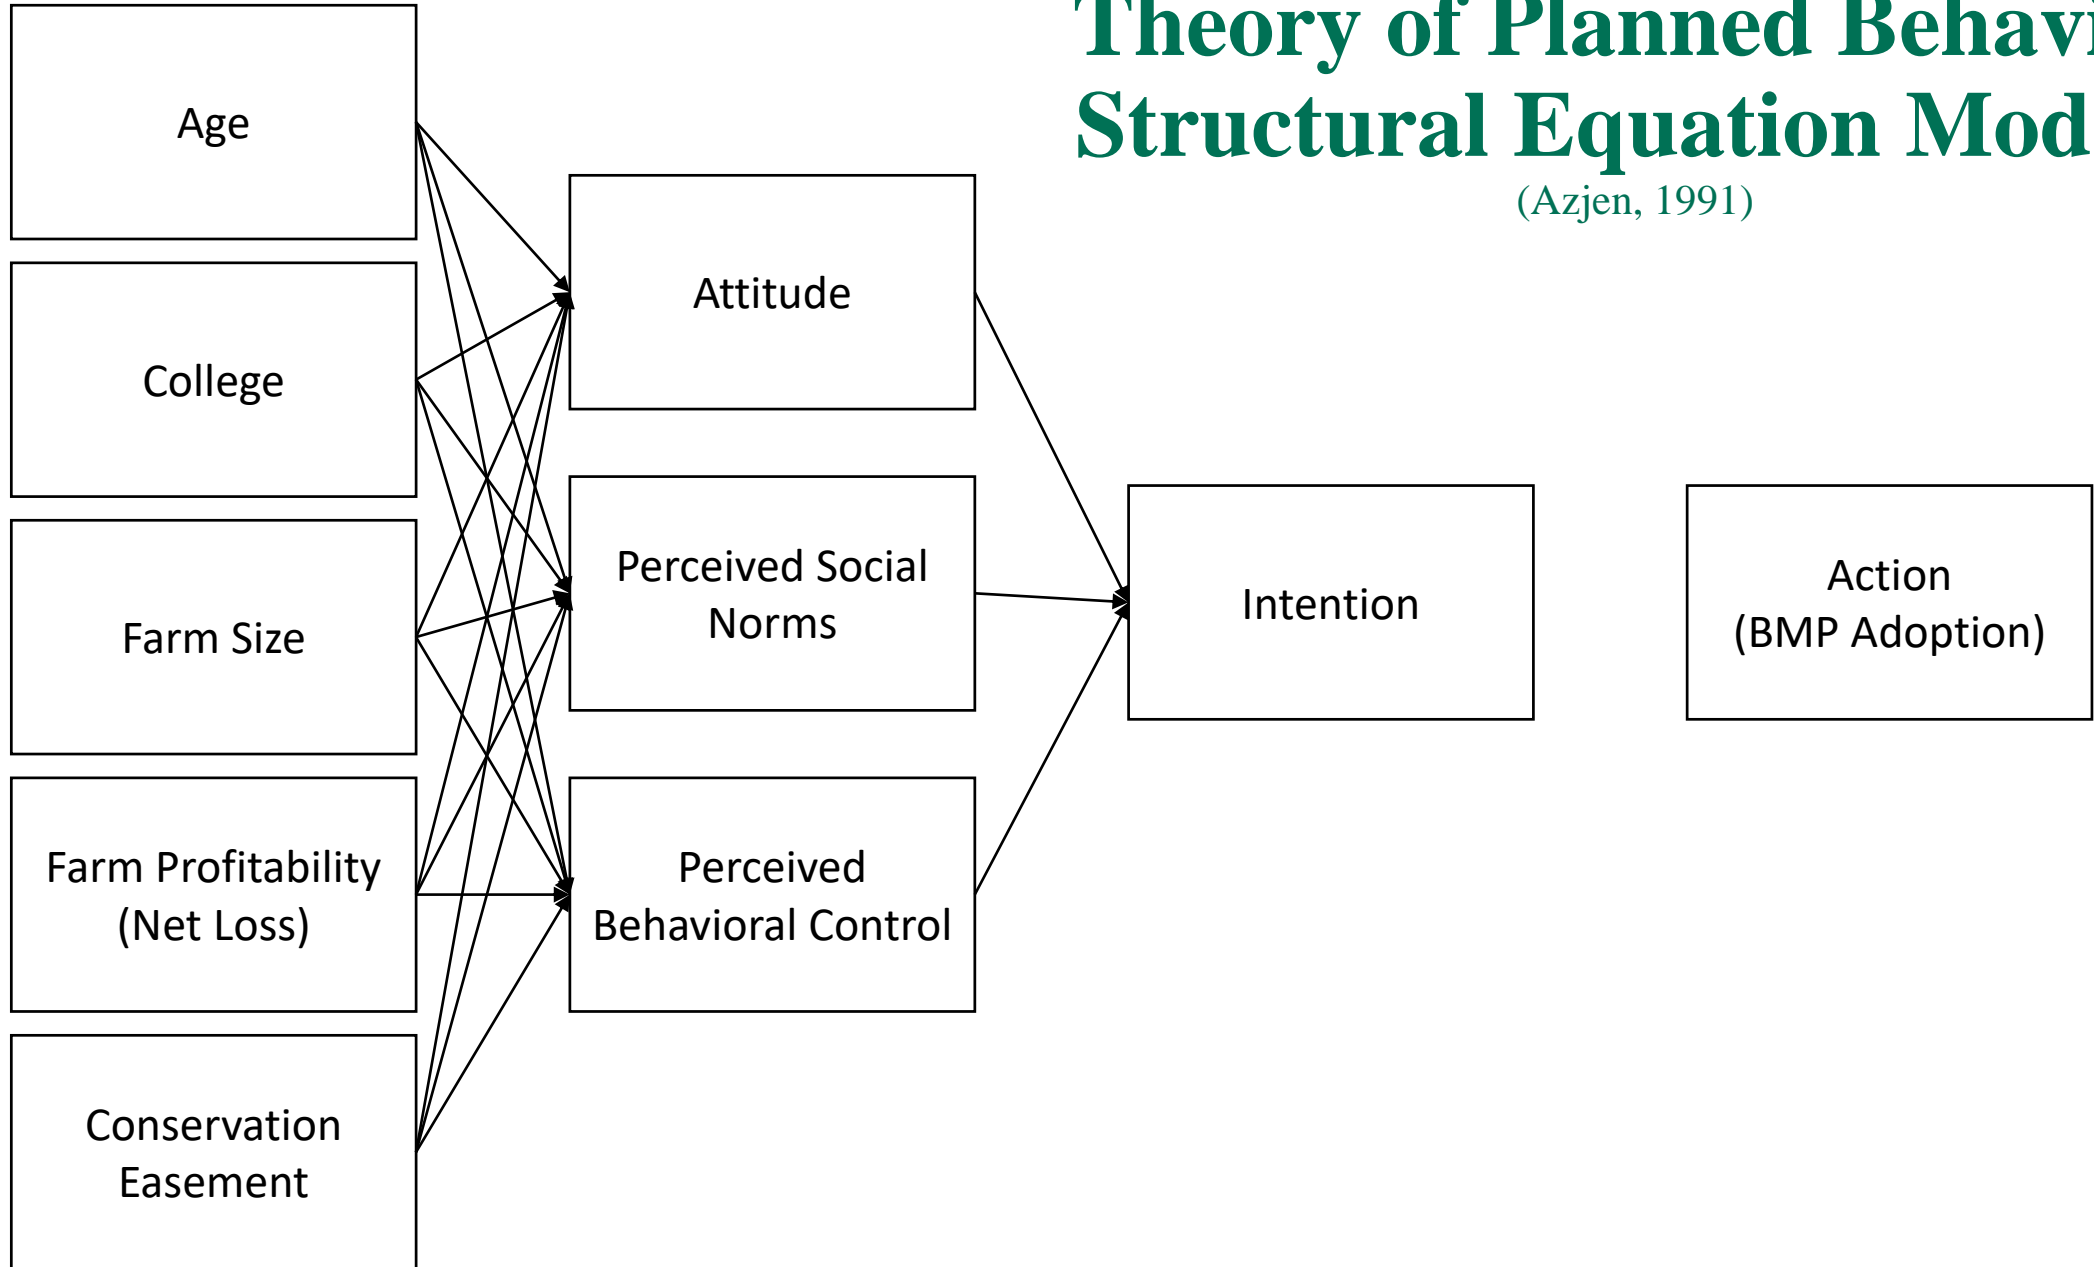 Theory of Planned Behavi
Structural Equation Mod
(Azjen, 1991)
Age
College
Farm Size
Farm Profitability
(Net Loss)
Conservation
Easement
Attitude
Perceived Social
Norms
Perceived
Behavioral Control
Intention
Action
(BMP Adoption)